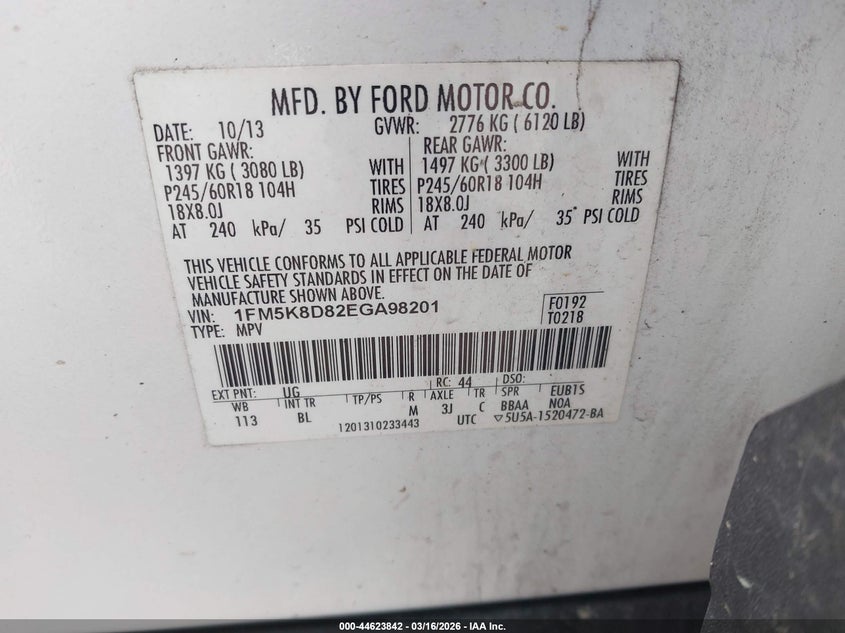 MFD. BY FORD MOTOR CO.
DATE: 10/13 GVWR: 2776 KG ( 6120 LB)
FRONT GAWR: REAR GAWR:
1397 KG ( 3080 LB) WITH 1497 KG ( 3300 LB) WITH
P245/60R18 104H TIRES P245/60R18 104H TIRES
18X8.0J RIMS 18X8.0J RIMS
AT 240 kPa/ 35 PSI COLD AT 240 kPa/ 35 PSI COLD
THIS VEHICLE CONFORMS TO ALL APPLICABLE FEDERAL MOTOR
VEHICLE SAFETY STANDARDS IN EFFECT ON THE DATE OF
MANUFACTURE SHOWN ABOVE.
VIN: 1FM5K8D82EGA98201 F0192
TYPE: MPV T0218
EXT PNT: UG RC: 44 DSO:
WB INT TR TP/PS R AXLE TR SPR EUB1S
113 BL M 3J C BBAA NOA
1201310233443 UTC ▽5U5A-1520472-BA
000-44623842 - 03/16/2026 - IAA Inc.